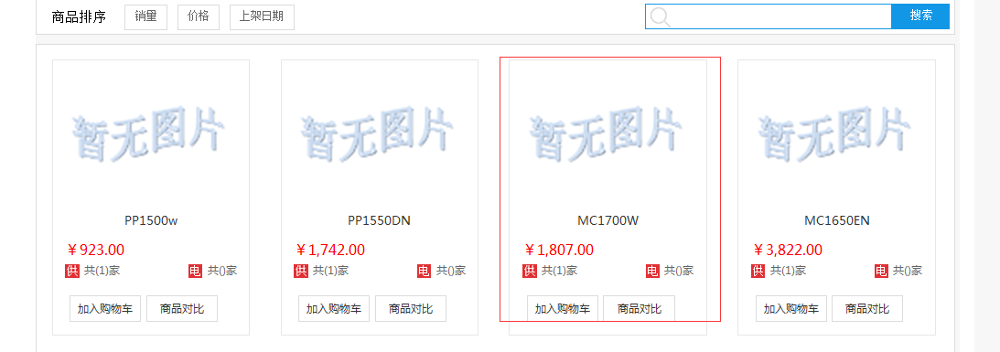 商品排序 销量 价格 上架日期 搜索
暂无图片 暂无图片 暂无图片 暂无图片
PP1500w PP1550DN MC1700W MC1650EN
￥923.00 ￥1,742.00 ￥1,807.00 ￥3,822.00
供 共(1)家 电 共()家 供 共(1)家 电 共()家 供 共(1)家 电 共()家 供 共(1)家 电 共()家
加入购物车 商品对比 加入购物车 商品对比 加入购物车 商品对比 加入购物车 商品对比